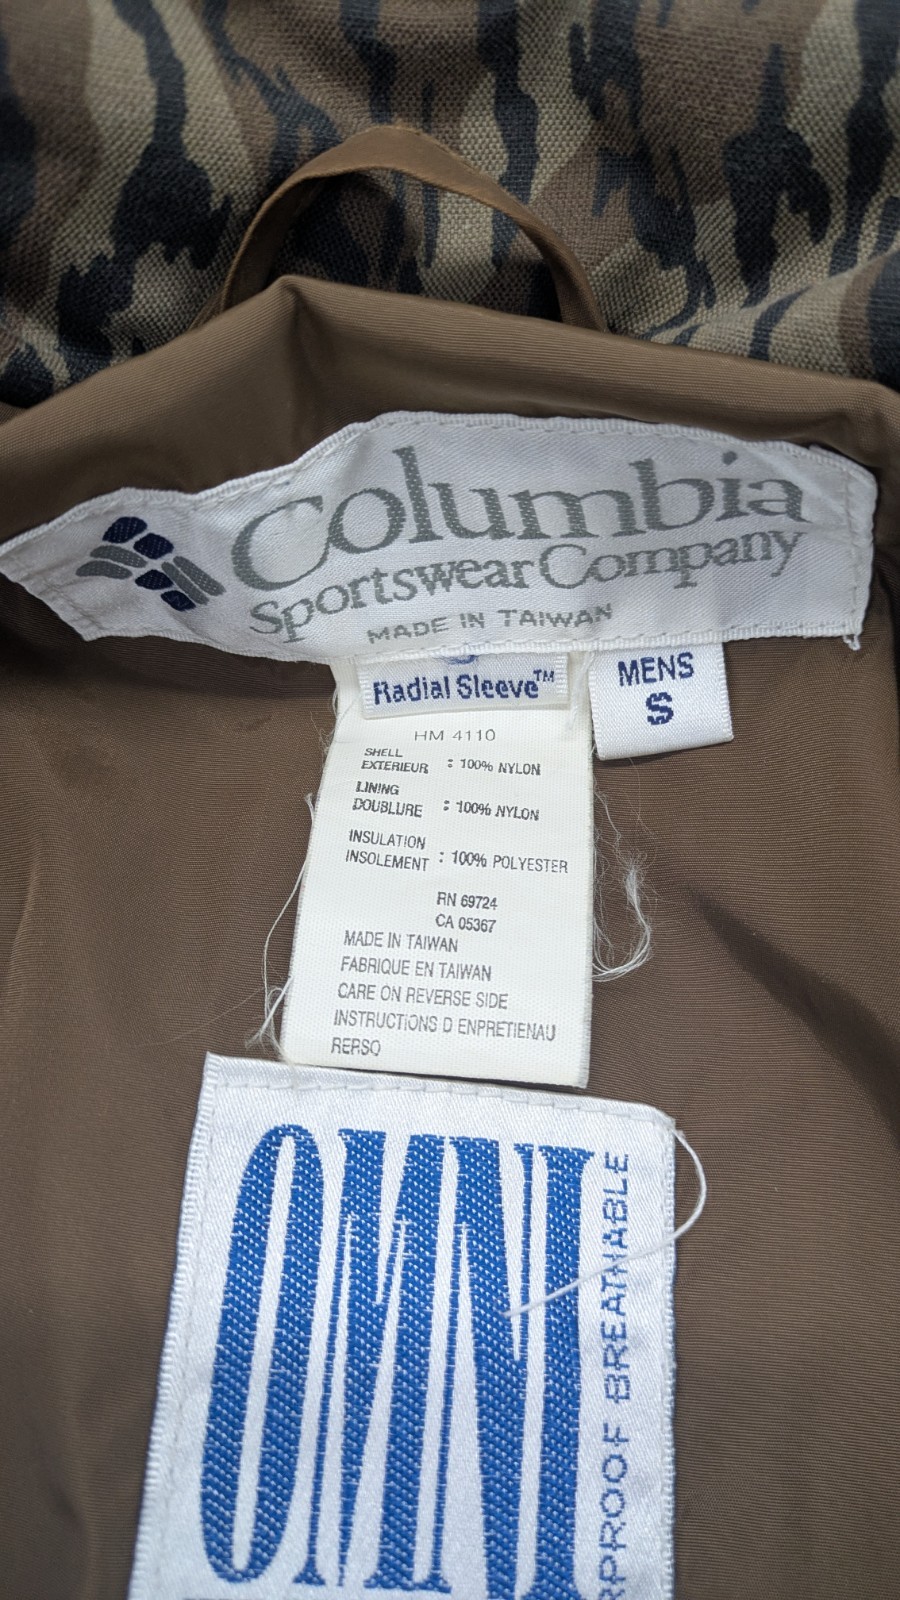 Columbia
Sportswear Company
MADE IN TAIWAN
Radial Sleeve™
MENS
S
HM 4110
SHELL
EXTERIEUR : 100% NYLON
LINING
DOUBLURE : 100% NYLON
INSULATION
INSOLEMENT : 100% POLYESTER
RN 69724
CA 05367
MADE IN TAIWAN
FABRIQUE EN TAIWAN
CARE ON REVERSE SIDE
INSTRUCTIONS D ENPRETIENAU
RERSO
OMNI
RPROOF BREATHABLE